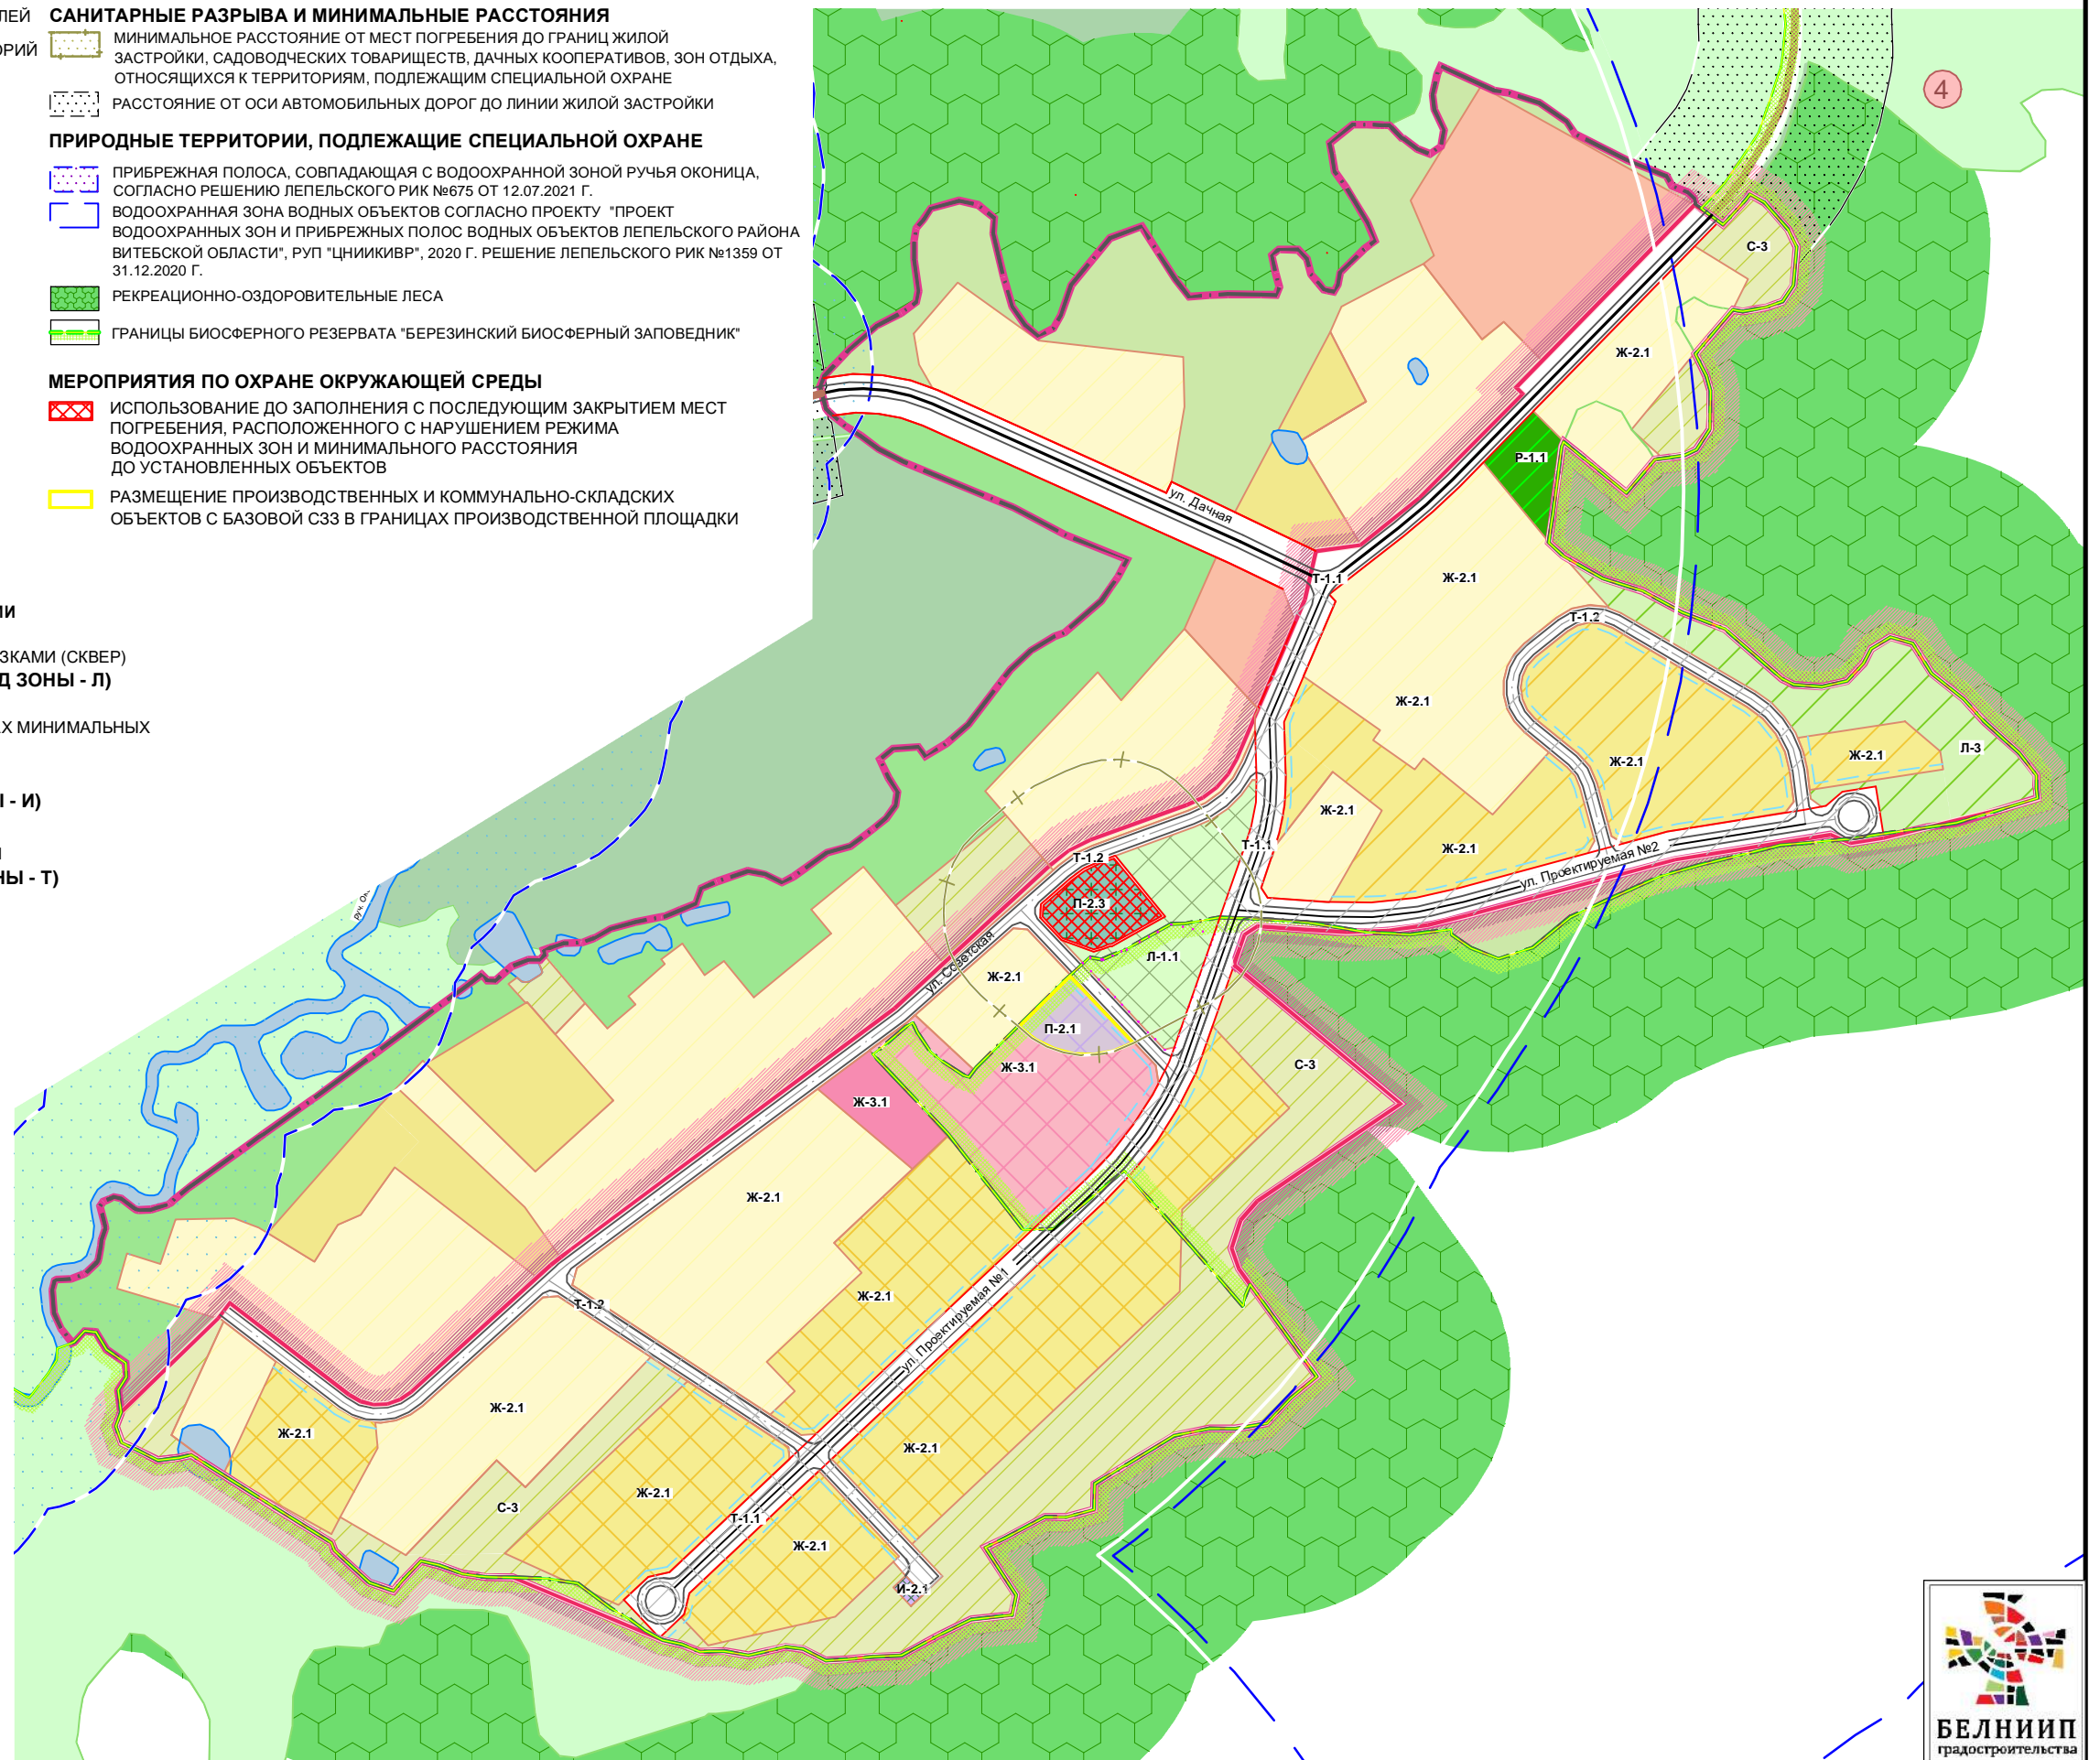 ЛЕЙ
ОРИЙ
САНИТАРНЫЕ РАЗРЫВА И МИНИМАЛЬНЫЕ РАССТОЯНИЯ
МИНИМАЛЬНОЕ РАССТОЯНИЕ ОТ МЕСТ ПОГРЕБЕНИЯ ДО ГРАНИЦ ЖИЛОЙ
ЗАСТРОЙКИ, САДОВОДЧЕСКИХ ТОВАРИЩЕСТВ, ДАЧНЫХ КООПЕРАТИВОВ, ЗОН ОТДЫХА,
ОТНОСЯЩИХСЯ К ТЕРРИТОРИЯМ, ПОДЛЕЖАЩИМ СПЕЦИАЛЬНОЙ ОХРАНЕ
РАССТОЯНИЕ ОТ ОСИ АВТОМОБИЛЬНЫХ ДОРОГ ДО ЛИНИИ ЖИЛОЙ ЗАСТРОЙКИ
ПРИРОДНЫЕ ТЕРРИТОРИИ, ПОДЛЕЖАЩИЕ СПЕЦИАЛЬНОЙ ОХРАНЕ
ПРИБРЕЖНАЯ ПОЛОСА, СОВПАДАЮЩАЯ С ВОДООХРАННОЙ ЗОНОЙ РУЧЬЯ ОКОНИЦА,
СОГЛАСНО РЕШЕНИЮ ЛЕПЕЛЬСКОГО РИК №675 ОТ 12.07.2021 Г.
ВОДООХРАННАЯ ЗОНА ВОДНЫХ ОБЪЕКТОВ СОГЛАСНО ПРОЕКТУ "ПРОЕКТ
ВОДООХРАННЫХ ЗОН И ПРИБРЕЖНЫХ ПОЛОС ВОДНЫХ ОБЪЕКТОВ ЛЕПЕЛЬСКОГО РАЙОНА
ВИТЕБСКОЙ ОБЛАСТИ", РУП "ЦНИИКИВР", 2020 Г. РЕШЕНИЕ ЛЕПЕЛЬСКОГО РИК №1359 ОТ
31.12.2020 Г.
РЕКРЕАЦИОННО-ОЗДОРОВИТЕЛЬНЫЕ ЛЕСА
ГРАНИЦЫ БИОСФЕРНОГО РЕЗЕРВАТА "БЕРЕЗИНСКИЙ БИОСФЕРНЫЙ ЗАПОВЕДНИК"
МЕРОПРИЯТИЯ ПО ОХРАНЕ ОКРУЖАЮЩЕЙ СРЕДЫ
ИСПОЛЬЗОВАНИЕ ДО ЗАПОЛНЕНИЯ С ПОСЛЕДУЮЩИМ ЗАКРЫТИЕМ МЕСТ
ПОГРЕБЕНИЯ, РАСПОЛОЖЕННОГО С НАРУШЕНИЕМ РЕЖИМА
ВОДООХРАННЫХ ЗОН И МИНИМАЛЬНОГО РАССТОЯНИЯ
ДО УСТАНОВЛЕННЫХ ОБЪЕКТОВ
РАЗМЕЩЕНИЕ ПРОИЗВОДСТВЕННЫХ И КОММУНАЛЬНО-СКЛАДСКИХ
ОБЪЕКТОВ С БАЗОВОЙ СЗЗ В ГРАНИЦАХ ПРОИЗВОДСТВЕННОЙ ПЛОЩАДКИ
ИИ
ЗКАМИ (СКВЕР)
Д ЗОНЫ - Л)
Х МИНИМАЛЬНЫХ
Ы - И)
НЫ - Т)
4
С-3
Ж-2.1
Р-1.1
ул. Дачная
Т-1.1
Ж-2.1
Т-1.2
Ж-2.1
Л-3
Ж-2.1
Ж-2.1
Ж-2.1
Т-1.1
Ж-2.1
ул. Проектируемая №2
Т-1.2
П-2.3
Л-1.1
ул. Советская
Ж-2.1
П-2.1
Ж-3.1
С-3
Ж-3.1
Ж-2.1
Ж-2.1
Т-1.2
ул. Проектируемая №1
Ж-2.1
Ж-2.1
Ж-2.1
Ж-2.1
С-3
Т-1.1
Ж-2.1
И-2.1
БЕЛНИИП
градостроительства